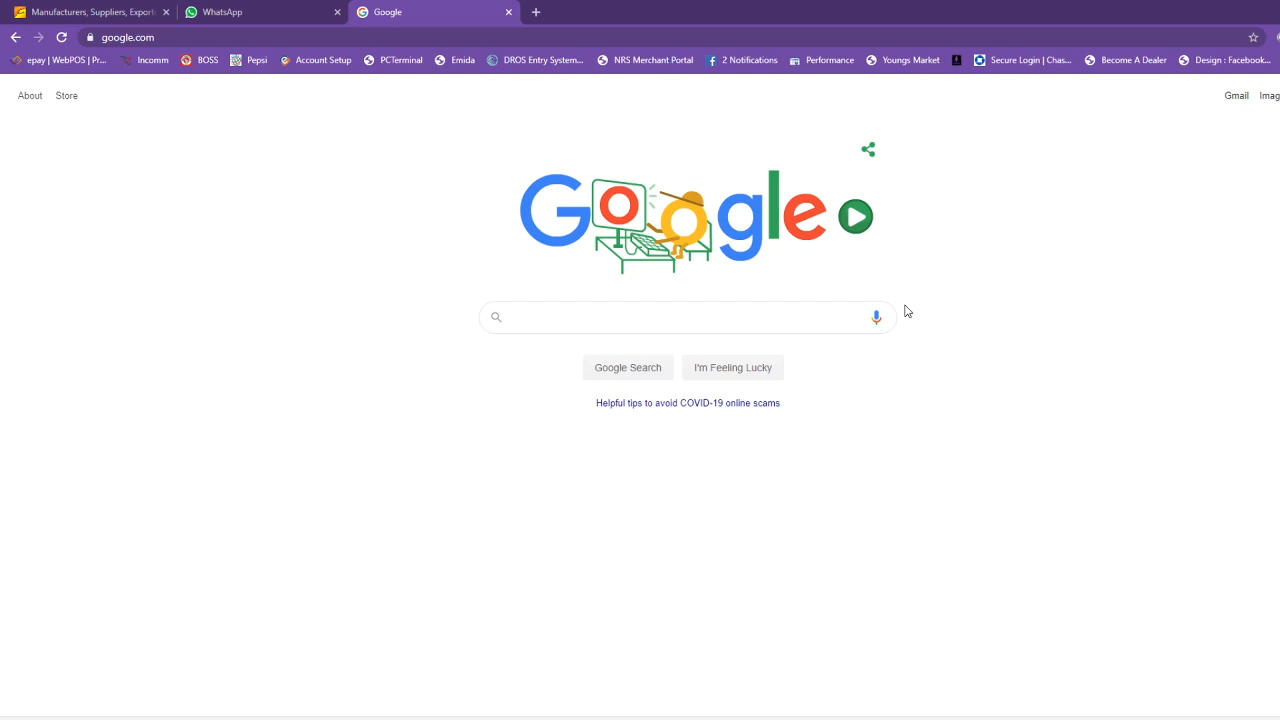 Manufacturers, Suppliers, Export
WhatsApp
Google
google.com
epay | WebPOS | Pr...
Incomm
BOSS
Pepsi
Account Setup
PCTerminal
Emida
DROS Entry System...
NRS Merchant Portal
2 Notifications
Performance
Youngs Market
Secure Login | Chas...
Become A Dealer
Design : Facebook...
About
Store
Gmail
Imag
Google
Google Search
I'm Feeling Lucky
Helpful tips to avoid COVID-19 online scams